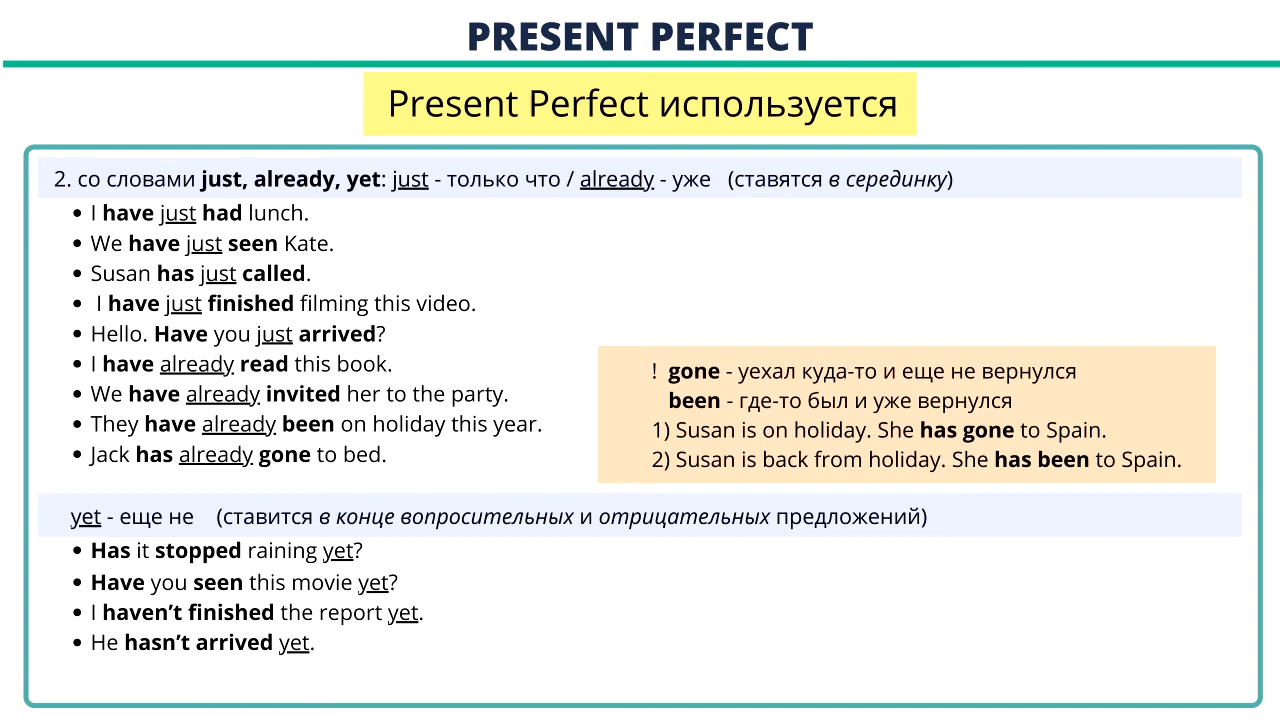 PRESENT PERFECT
Present Perfect используется
2. со словами just, already, yet: just - только что / already - уже (ставятся в серединку)
• I have just had lunch.
• We have just seen Kate.
• Susan has just called.
• I have just finished filming this video.
• Hello. Have you just arrived?
• I have already read this book.
• We have already invited her to the party.
• They have already been on holiday this year.
• Jack has already gone to bed.
! gone - уехал куда-то и еще не вернулся
been - где-то был и уже вернулся
1) Susan is on holiday. She has gone to Spain.
2) Susan is back from holiday. She has been to Spain.
yet - еще не (ставится в конце вопросительных и отрицательных предложений)
• Has it stopped raining yet?
• Have you seen this movie yet?
• I haven’t finished the report yet.
• He hasn’t arrived yet.